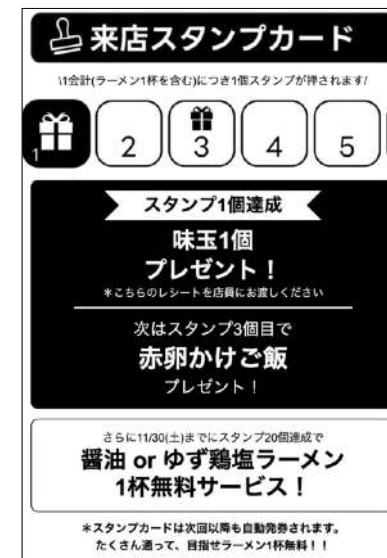 来店スタンプカード
\1会計(ラーメン1杯を含む)につき1個スタンプが押されます/
1 2 3 4 5
スタンプ1個達成
味玉1個
プレゼント！
*こちらのレシートを店員にお渡しください
次はスタンプ3個目で
赤卵かけご飯
プレゼント！
さらに11/30(土)までにスタンプ20個達成で
醤油 or ゆず鶏塩ラーメン
1杯無料サービス！
*スタンプカードは次回以降も自動発券されます。
たくさん通って、目指せラーメン1杯無料！！